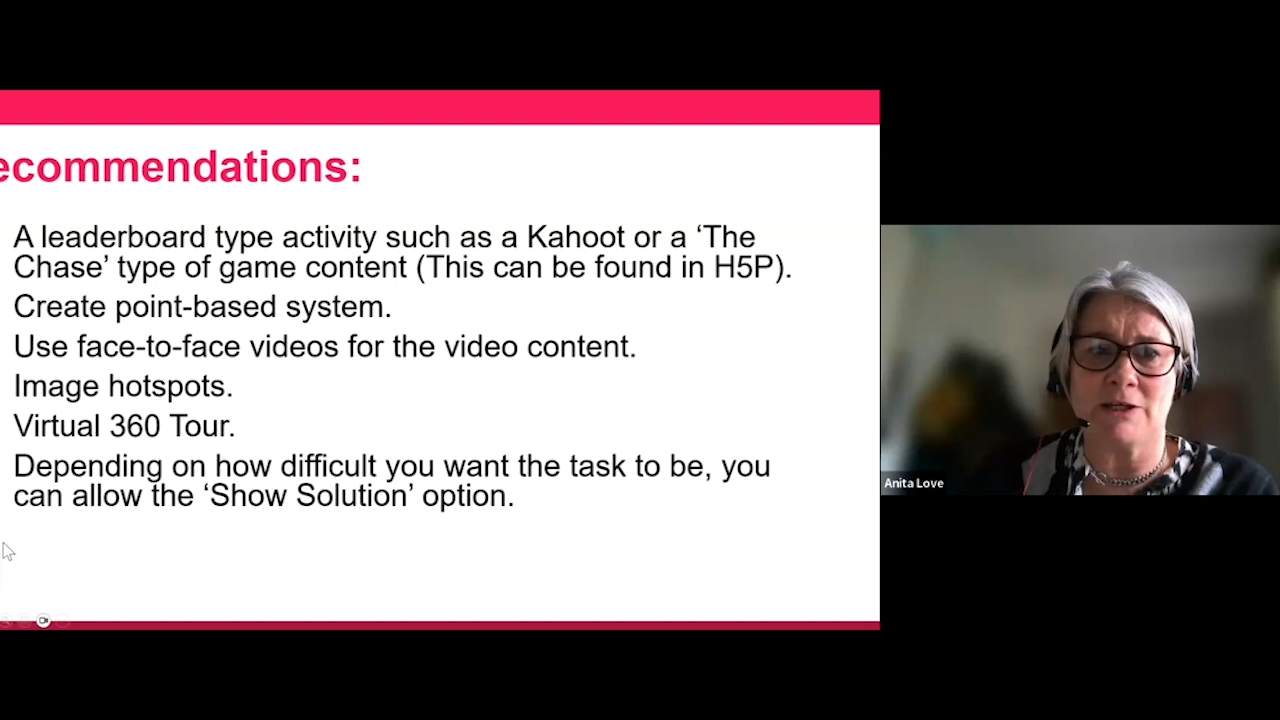 ecommendations:
A leaderboard type activity such as a Kahoot or a ‘The
Chase’ type of game content (This can be found in H5P).
Create point-based system.
Use face-to-face videos for the video content.
Image hotspots.
Virtual 360 Tour.
Depending on how difficult you want the task to be, you
can allow the ‘Show Solution’ option.
Anita Love